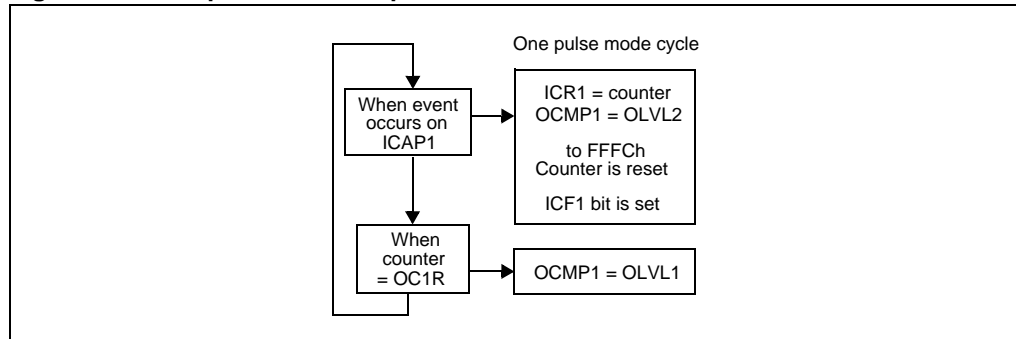 One pulse mode cycle
When event
occurs on
ICAP1
ICR1 = counter
OCMP1 = OLVL2
to FFFCh
Counter is reset
ICF1 bit is set
When
counter
= OC1R
OCMP1 = OLVL1